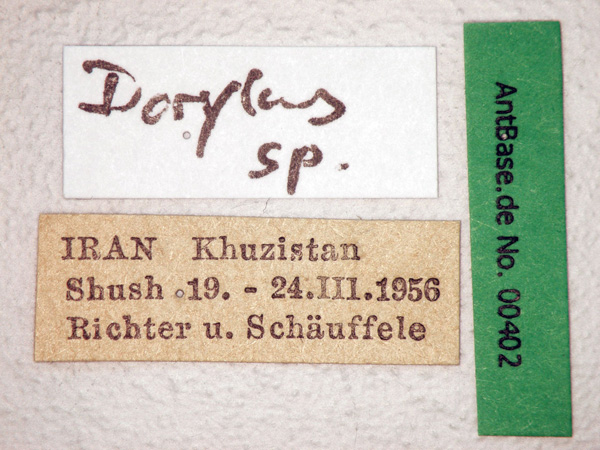 Dorylus
sp.
IRAN Khuzistan
Shush 19. - 24.III.1956
Richter u. Schäuffele
AntBase.de No. 00402